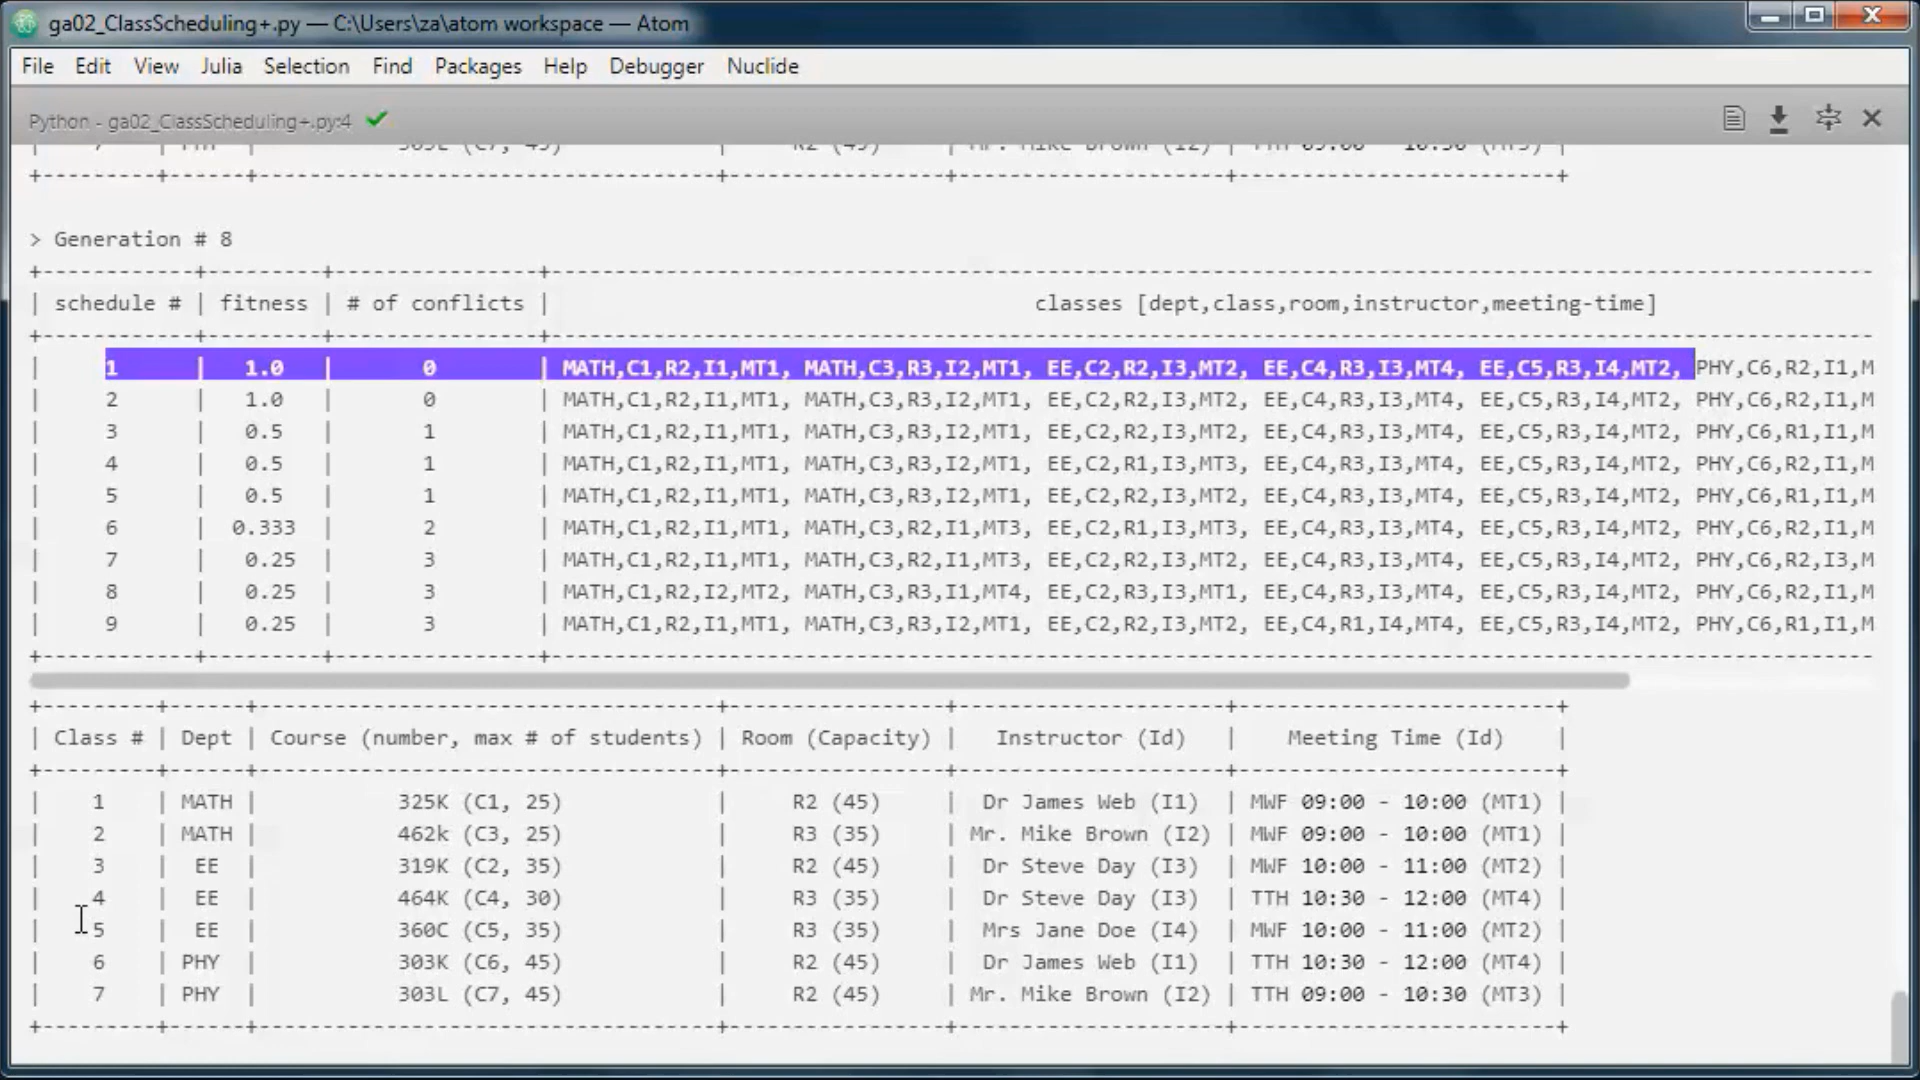 ga02_ClassScheduling+.py — C:\Users\za\atom workspace — Atom
File Edit View Julia Selection Find Packages Help Debugger Nuclide
Python - ga02_ClassScheduling+.py:4
> Generation # 8
| schedule # | fitness | # of conflicts | classes [dept,class,room,instructor,meeting-time]
| 1 | 1.0 | 0 | MATH,C1,R2,I1,MT1, MATH,C3,R3,I2,MT1, EE,C2,R2,I3,MT2, EE,C4,R3,I3,MT4, EE,C5,R3,I4,MT2, PHY,C6,R2,I1,M
| 2 | 1.0 | 0 | MATH,C1,R2,I1,MT1, MATH,C3,R3,I2,MT1, EE,C2,R2,I3,MT2, EE,C4,R3,I3,MT4, EE,C5,R3,I4,MT2, PHY,C6,R2,I1,M
| 3 | 0.5 | 1 | MATH,C1,R2,I1,MT1, MATH,C3,R3,I2,MT1, EE,C2,R2,I3,MT2, EE,C4,R3,I3,MT4, EE,C5,R3,I4,MT2, PHY,C6,R1,I1,M
| 4 | 0.5 | 1 | MATH,C1,R2,I1,MT1, MATH,C3,R3,I2,MT1, EE,C2,R1,I3,MT3, EE,C4,R3,I3,MT4, EE,C5,R3,I4,MT2, PHY,C6,R2,I1,M
| 5 | 0.5 | 1 | MATH,C1,R2,I1,MT1, MATH,C3,R3,I2,MT1, EE,C2,R2,I3,MT2, EE,C4,R3,I3,MT4, EE,C5,R3,I4,MT2, PHY,C6,R1,I1,M
| 6 | 0.333 | 2 | MATH,C1,R2,I1,MT1, MATH,C3,R2,I1,MT3, EE,C2,R1,I3,MT3, EE,C4,R3,I3,MT4, EE,C5,R3,I4,MT2, PHY,C6,R2,I1,M
| 7 | 0.25 | 3 | MATH,C1,R2,I1,MT1, MATH,C3,R2,I1,MT3, EE,C2,R2,I3,MT2, EE,C4,R3,I3,MT4, EE,C5,R3,I4,MT2, PHY,C6,R2,I3,M
| 8 | 0.25 | 3 | MATH,C1,R2,I2,MT2, MATH,C3,R3,I1,MT4, EE,C2,R3,I3,MT1, EE,C4,R3,I3,MT4, EE,C5,R3,I4,MT2, PHY,C6,R2,I1,M
| 9 | 0.25 | 3 | MATH,C1,R2,I1,MT1, MATH,C3,R3,I2,MT1, EE,C2,R2,I3,MT2, EE,C4,R1,I4,MT4, EE,C5,R3,I4,MT2, PHY,C6,R1,I1,M
| Class # | Dept | Course (number, max # of students) | Room (Capacity) | Instructor (Id) | Meeting Time (Id) |
| 1 | MATH | 325K (C1, 25) | R2 (45) | Dr James Web (I1) | MWF 09:00 - 10:00 (MT1) |
| 2 | MATH | 462k (C3, 25) | R3 (35) | Mr. Mike Brown (I2) | MWF 09:00 - 10:00 (MT1) |
| 3 | EE | 319K (C2, 35) | R2 (45) | Dr Steve Day (I3) | MWF 10:00 - 11:00 (MT2) |
| 4 | EE | 464K (C4, 30) | R3 (35) | Dr Steve Day (I3) | TTH 10:30 - 12:00 (MT4) |
| 5 | EE | 360C (C5, 35) | R3 (35) | Mrs Jane Doe (I4) | MWF 10:00 - 11:00 (MT2) |
| 6 | PHY | 303K (C6, 45) | R2 (45) | Dr James Web (I1) | TTH 10:30 - 12:00 (MT4) |
| 7 | PHY | 303L (C7, 45) | R2 (45) | Mr. Mike Brown (I2) | TTH 09:00 - 10:30 (MT3) |